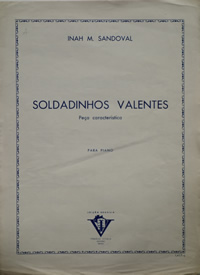 INAH M. SANDOVAL
SOLDADINHOS VALENTES
Peça característica
PARA PIANO